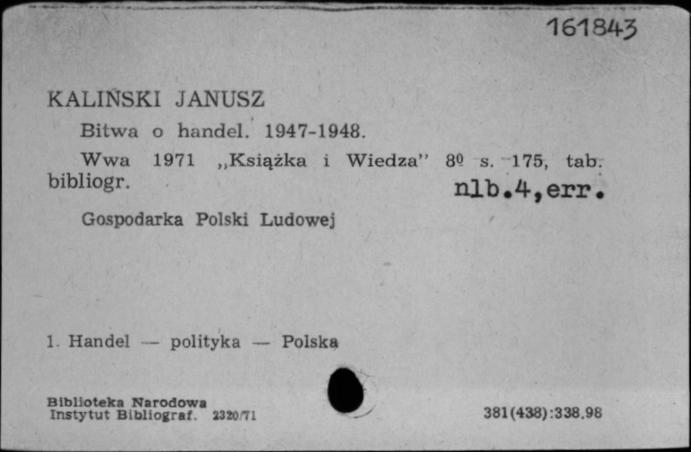 161843
KALIŃSKI JANUSZ
Bitwa o handel. 1947-1948.
Wwa 1971 „Książka i Wiedza” 8º s. 175, tab.
bibliogr. nlb.4,err.
Gospodarka Polski Ludowej
1. Handel — polityka — Polska
Biblioteka Narodowa
Instytut Bibliograf. 2320/71 381(438):338.98